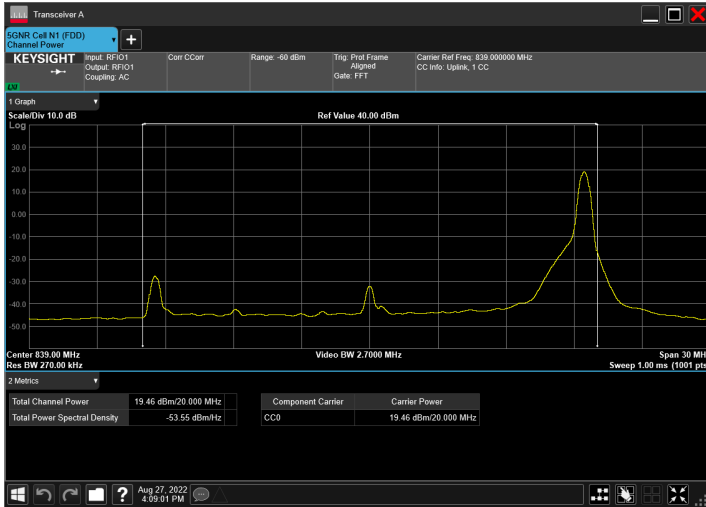 Transceiver A
5GNR Cell N1 (FDD)
Channel Power
KEYSIGHT
Input: RFIO1
Output: RFIO1
Coupling: AC
Corr CCorr
Range: -60 dBm
Trig: Prot Frame
Aligned
Gate: FFT
Carrier Ref Freq: 839.000000 MHz
CC Info: Uplink, 1 CC
LXI
1 Graph
Scale/Div 10.0 dB
Ref Value 40.00 dBm
Log
30.0
20.0
10.0
0.00
-10.0
-20.0
-30.0
-40.0
-50.0
Center 839.00 MHz
Video BW 2.7000 MHz
Span 30 MH
Res BW 270.00 kHz
Sweep 1.00 ms (1001 pts
2 Metrics
Total Channel Power 19.46 dBm/20.000 MHz
Total Power Spectral Density -53.55 dBm/Hz
Component Carrier Carrier Power
CC0 19.46 dBm/20.000 MHz
?
Aug 27, 2022
4:09:01 PM